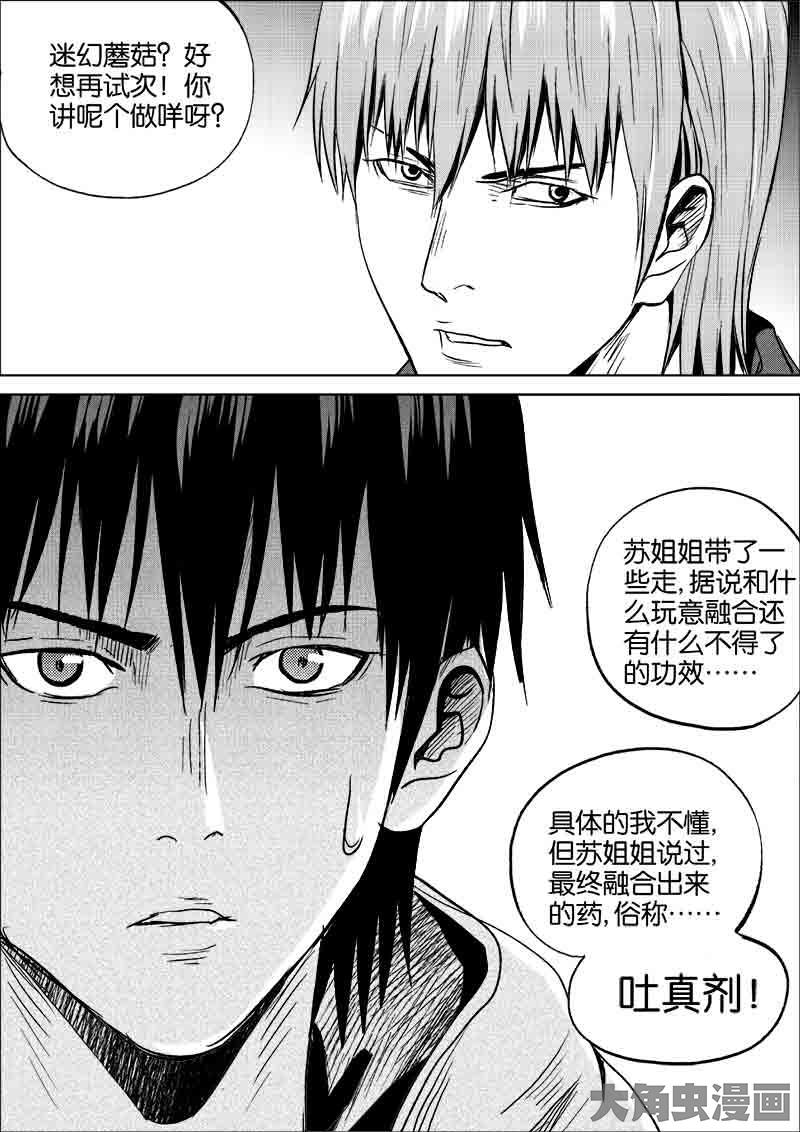 迷幻蘑菇？好
想再试次！你
讲呢个做咩呀？
苏姐姐带了一
些走，据说和什
么玩意融合还
有什么不得了
的功效……
具体的我不懂，
但苏姐姐说过，
最终融合出来
的药，俗称……
吐真剂！
大角虫漫画